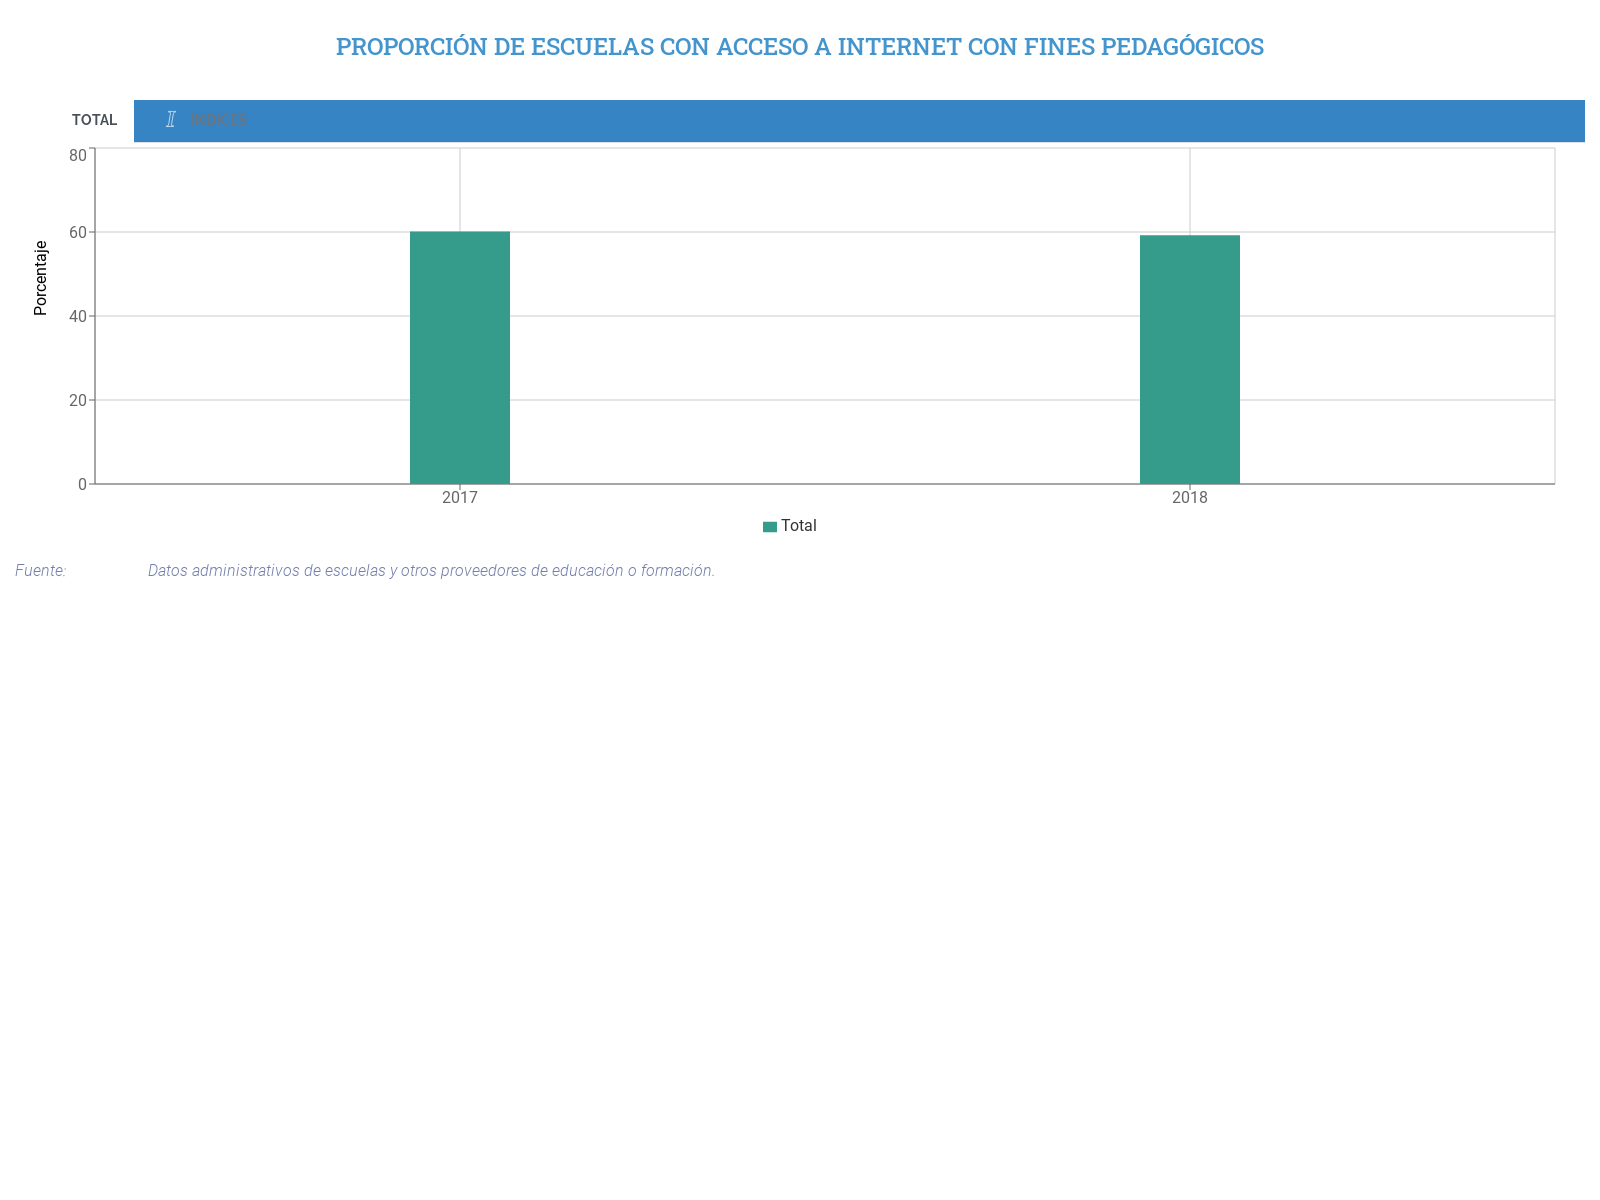 PROPORCIÓN DE ESCUELAS CON ACCESO A INTERNET CON FINES PEDAGÓGICOS
TOTAL I INDICES
80
60
40
20
0
Porcentaje
2017 2018
Total
Fuente: Datos administrativos de escuelas y otros proveedores de educación o formación.